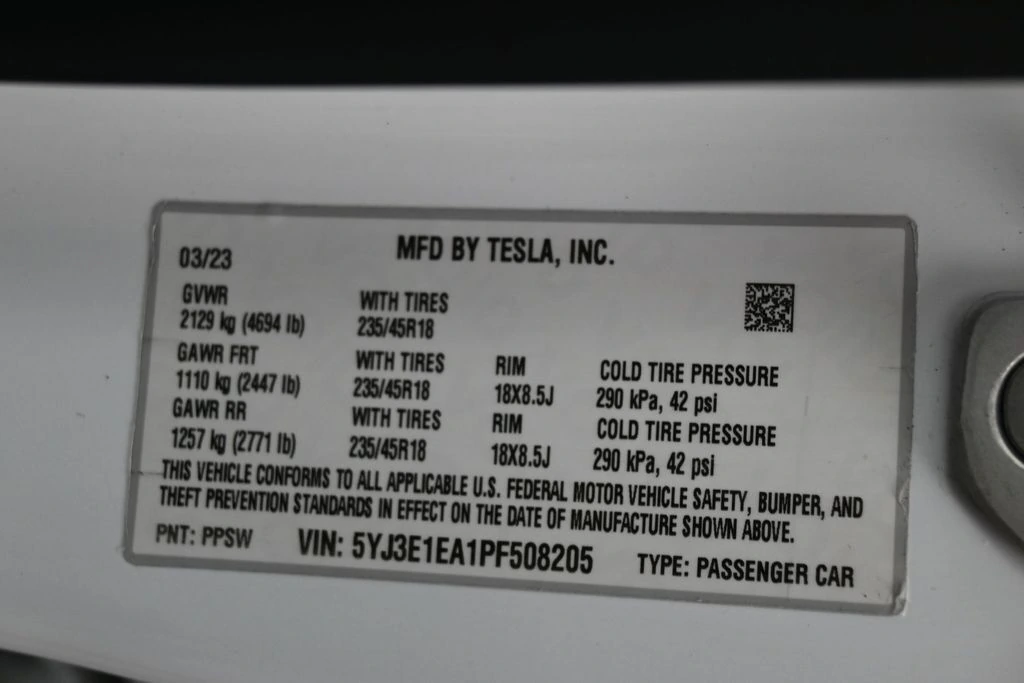 03/23 MFD BY TESLA, INC.
GVWR WITH TIRES
2129 kg (4694 lb) 235/45R18
GAWR FRT WITH TIRES RIM COLD TIRE PRESSURE
1110 kg (2447 lb) 235/45R18 18X8.5J 290 kPa, 42 psi
GAWR RR WITH TIRES RIM COLD TIRE PRESSURE
1257 kg (2771 lb) 235/45R18 18X8.5J 290 kPa, 42 psi
THIS VEHICLE CONFORMS TO ALL APPLICABLE U.S. FEDERAL MOTOR VEHICLE SAFETY, BUMPER, AND
THEFT PREVENTION STANDARDS IN EFFECT ON THE DATE OF MANUFACTURE SHOWN ABOVE.
PNT: PPSW VIN: 5YJ3E1EA1PF508205 TYPE: PASSENGER CAR